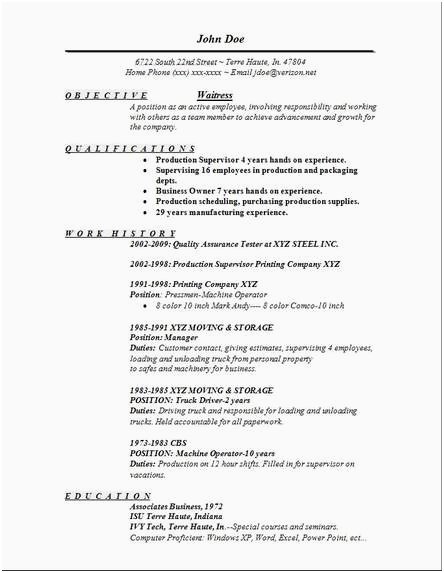 John Doe
6722 South 22nd Street ~ Terre Haute, In. 47804
Home Phone (xxx) xxx-xxxx ~ Email jdoe@verizon.net
OBJECTIVE Waitress
A position as an active employee, involving responsibility and working
with others as a team member to achieve advancement and growth for
the company.
QUALIFICATIONS
• Production Supervisor 4 years hands on experience.
• Supervising 16 employees in production and packaging
depts.
• Business Owner 7 years hands on experience.
• Production scheduling, purchasing production supplies.
• 29 years manufacturing experience.
WORK HISTORY
2002-2009: Quality Assurance Tester at XYZ STEEL INC.
2002-1998: Production Supervisor Printing Company XYZ
1991-1998: Printing Company XYZ
Position: Pressmen-Machine Operator
• 8 color 10 inch Mark Andy---- 8 color Comco-10 inch
1985-1991 XYZ MOVING & STORAGE
Position: Manager
Duties: Customer contact, giving estimates, supervising 4 employees,
loading and unloading truck from personal property
to safes and machinery for business.
1983-1985 XYZ MOVING & STORAGE
POSITION: Truck Driver-2 years
Duties: Driving truck and responsible for loading and unloading
trucks. Held accountable for all paperwork.
1973-1983 CBS
POSITION: Machine Operator-10 years
Duties: Production on 12 hour shifts. Filled in for supervisor on
vacations.
EDUCATION
Associates Business, 1972
ISU Terre Haute, Indiana
IVY Tech, Terre Haute, In.--Special courses and seminars.
Computer Proficient: Windows XP, Word, Excel, Power Point, ect...